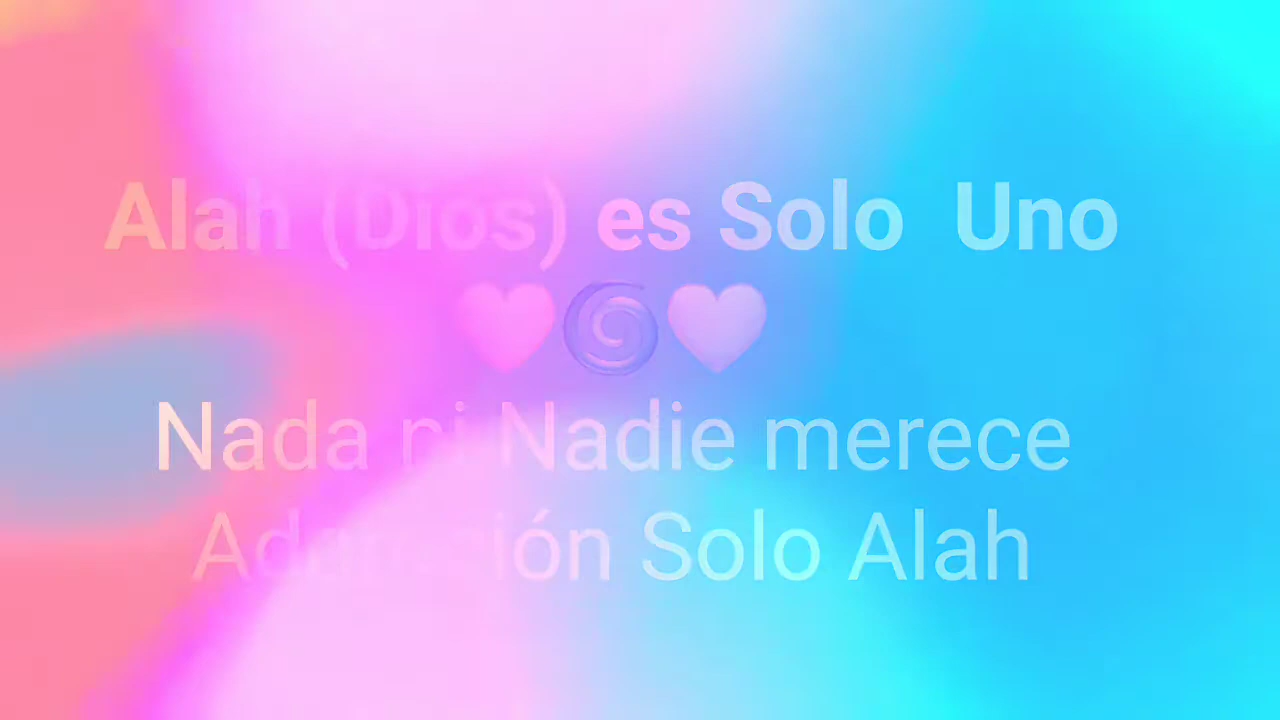 Alah (Dios) es Solo Uno
🩷🌀🩷
Nada ni Nadie merece
Adoración Solo Alah